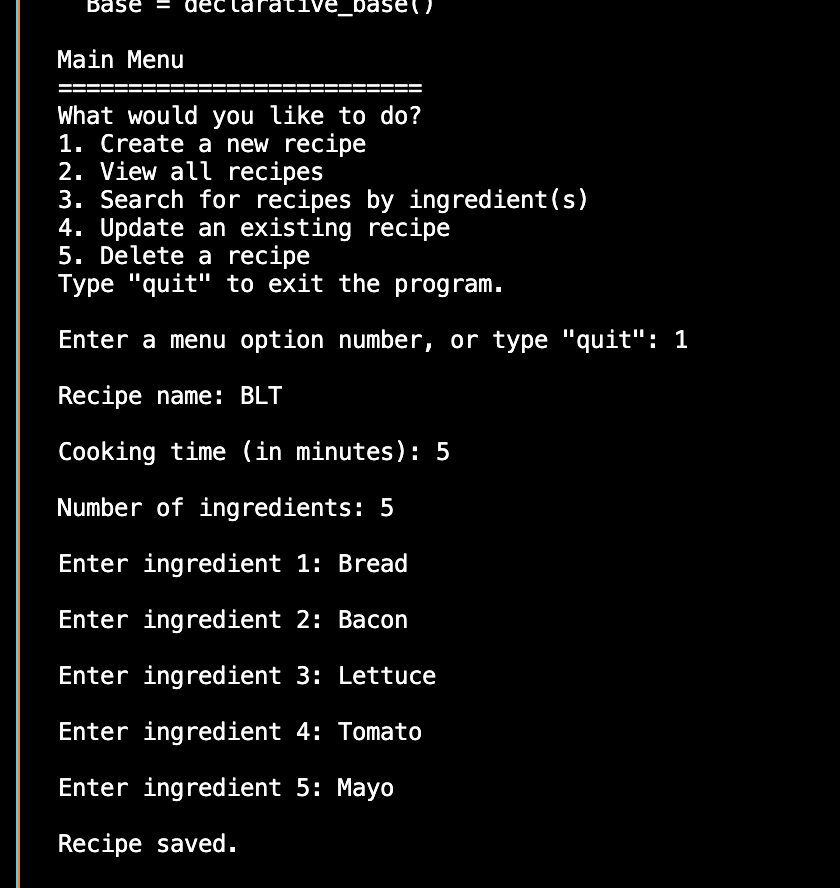 Base = declarative_base()
Main Menu
==========================
What would you like to do?
1. Create a new recipe
2. View all recipes
3. Search for recipes by ingredient(s)
4. Update an existing recipe
5. Delete a recipe
Type "quit" to exit the program.
Enter a menu option number, or type "quit": 1
Recipe name: BLT
Cooking time (in minutes): 5
Number of ingredients: 5
Enter ingredient 1: Bread
Enter ingredient 2: Bacon
Enter ingredient 3: Lettuce
Enter ingredient 4: Tomato
Enter ingredient 5: Mayo
Recipe saved.